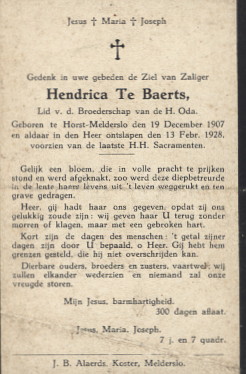 Jesus † Maria † Joseph
Gedenk in uwe gebeden de Ziel van Zaliger
Hendrica Te Baerts,
Lid v. d. Broederschap van de H. Oda.
Geboren te Horst-Melderslo den 19 December 1907
en aldaar in den Heer ontslapen den 13 Febr. 1928.
voorzien van de laatste H.H. Sacramenten.
Gelijk een bloem, die in volle pracht te prijken
stond en werd afgeknakt, zoo werd deze diepbetreurde
in de lente haars levens uit 't leven weggerukt en ten
grave gedragen.
Heer, gij hadt haar ons gegeven, opdat zij ons
gelukkig zoude zijn: wij geven haar U terug zonder
morren of klagen, maar met een gebroken hart.
Kort zijn de dagen des menschen; 't getal zijner
dagen is door U bepaald, o Heer. Gij hebt hem grenzen
gesteld, die hij niet overschrijden kan.
Dierbare ouders, broeders en zusters, vaartwel; wij
zullen elkander wederzien en niemand zal ons onze
vreugde storen.
Mijn Jesus, barmhartigheid.
300 dagen aflaat.
Jesus, Maria, Joseph.
7 j. en 7 quadr.
J. B. Alaerds, Koster, Melderslo.